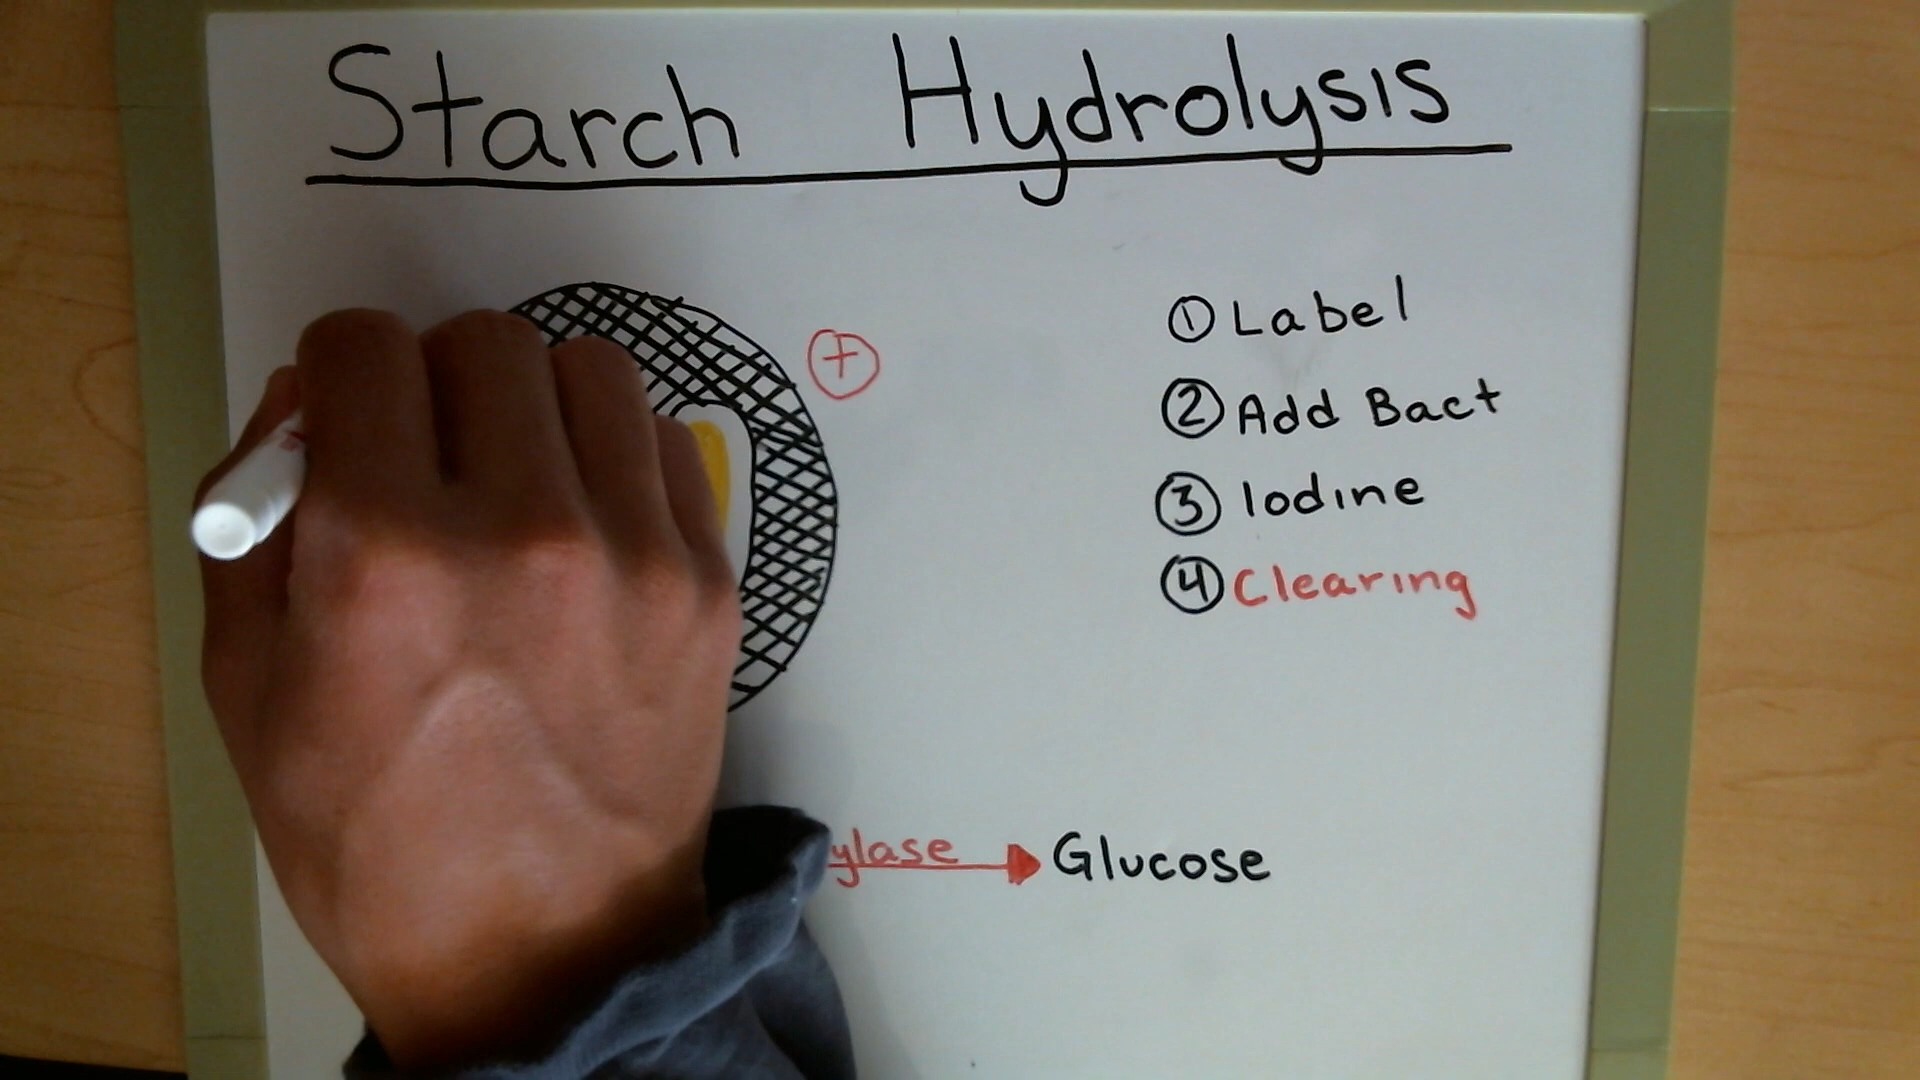 Starch Hydrolysis
+
① Label
② Add Bact
③ Iodine
④ Clearing
ylase → Glucose